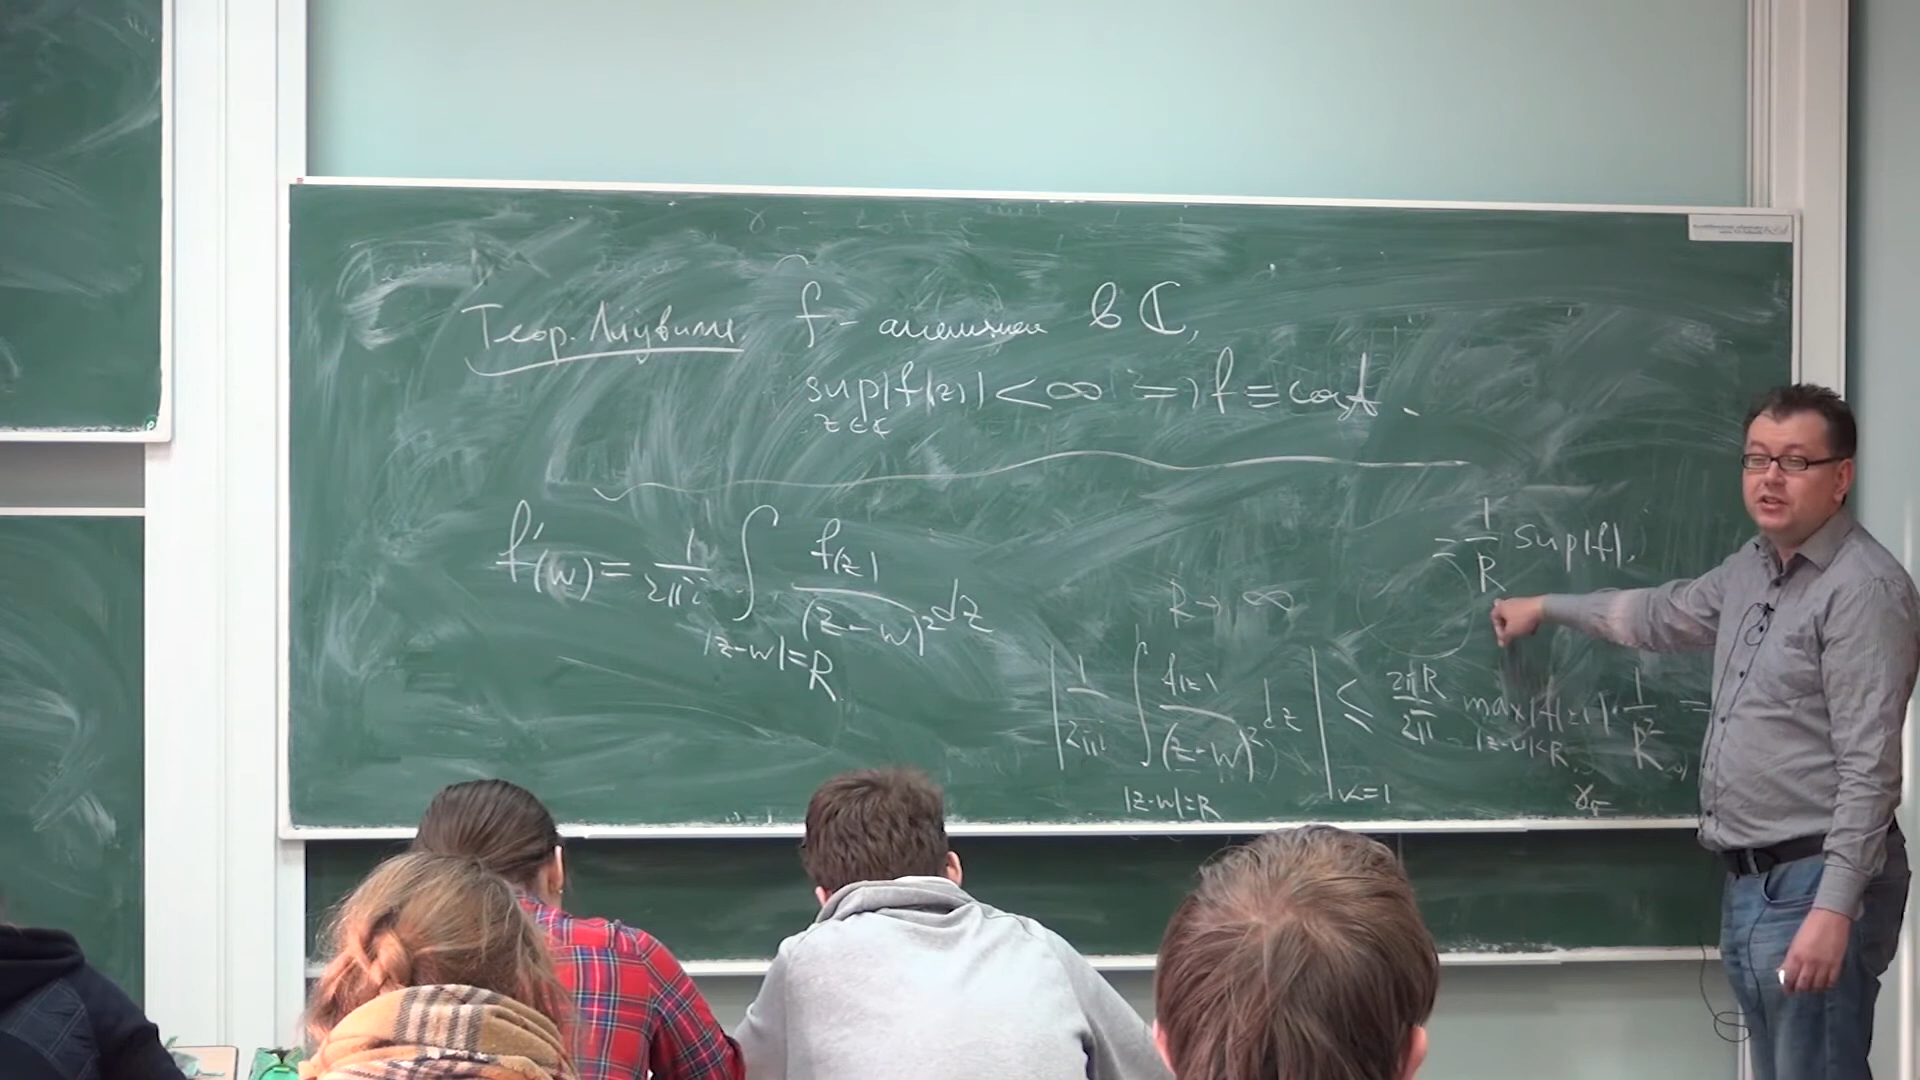 Теор. Лиувилля. f - аналитична в ℂ,
sup|f(z)| < ∞ ⇒ f ≡ const.
z∈ℂ
f'(w) = 1/2πi ∫ f(z)/(z-w)² dz
|z-w|=R
= 1/R sup|f|.
R → ∞
|1/2πi ∫ f(z)/(z-w)² dz| ≤ 2πR/2π max|f(z)| · 1/R² =
|z-w|=R